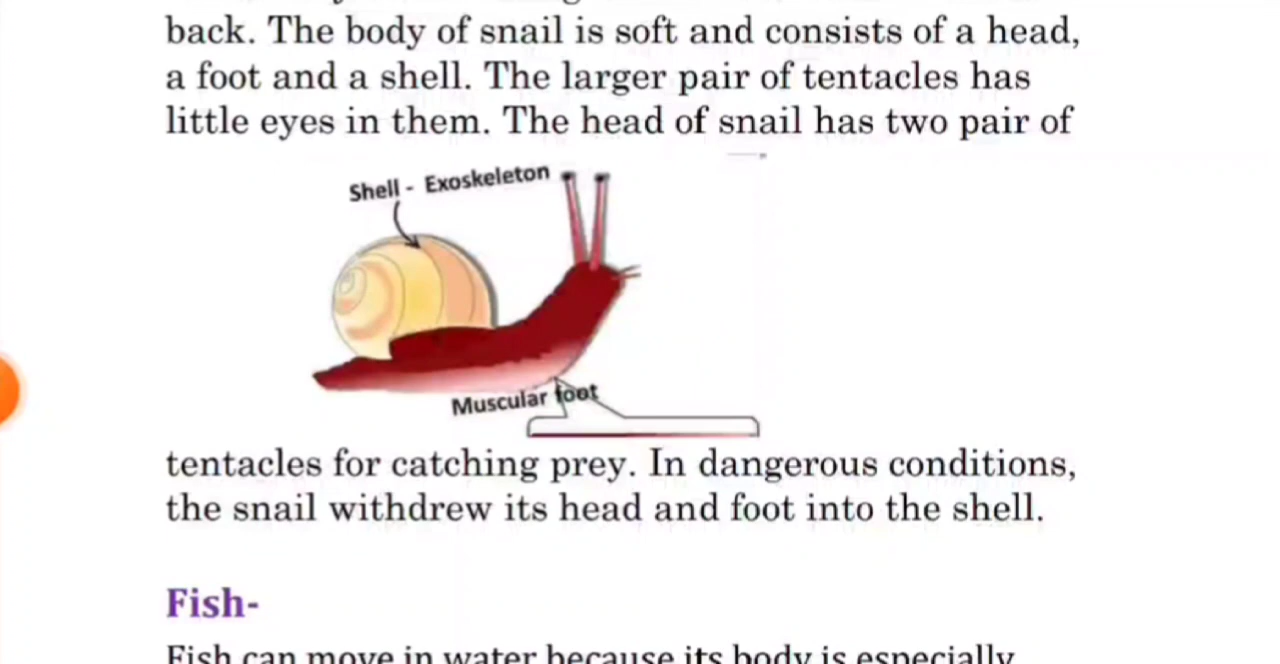 back. The body of snail is soft and consists of a head,
a foot and a shell. The larger pair of tentacles has
little eyes in them. The head of snail has two pair of
Shell - Exoskeleton
Muscular foot
tentacles for catching prey. In dangerous conditions,
the snail withdrew its head and foot into the shell.
Fish-
Fish can move in water because its body is especially